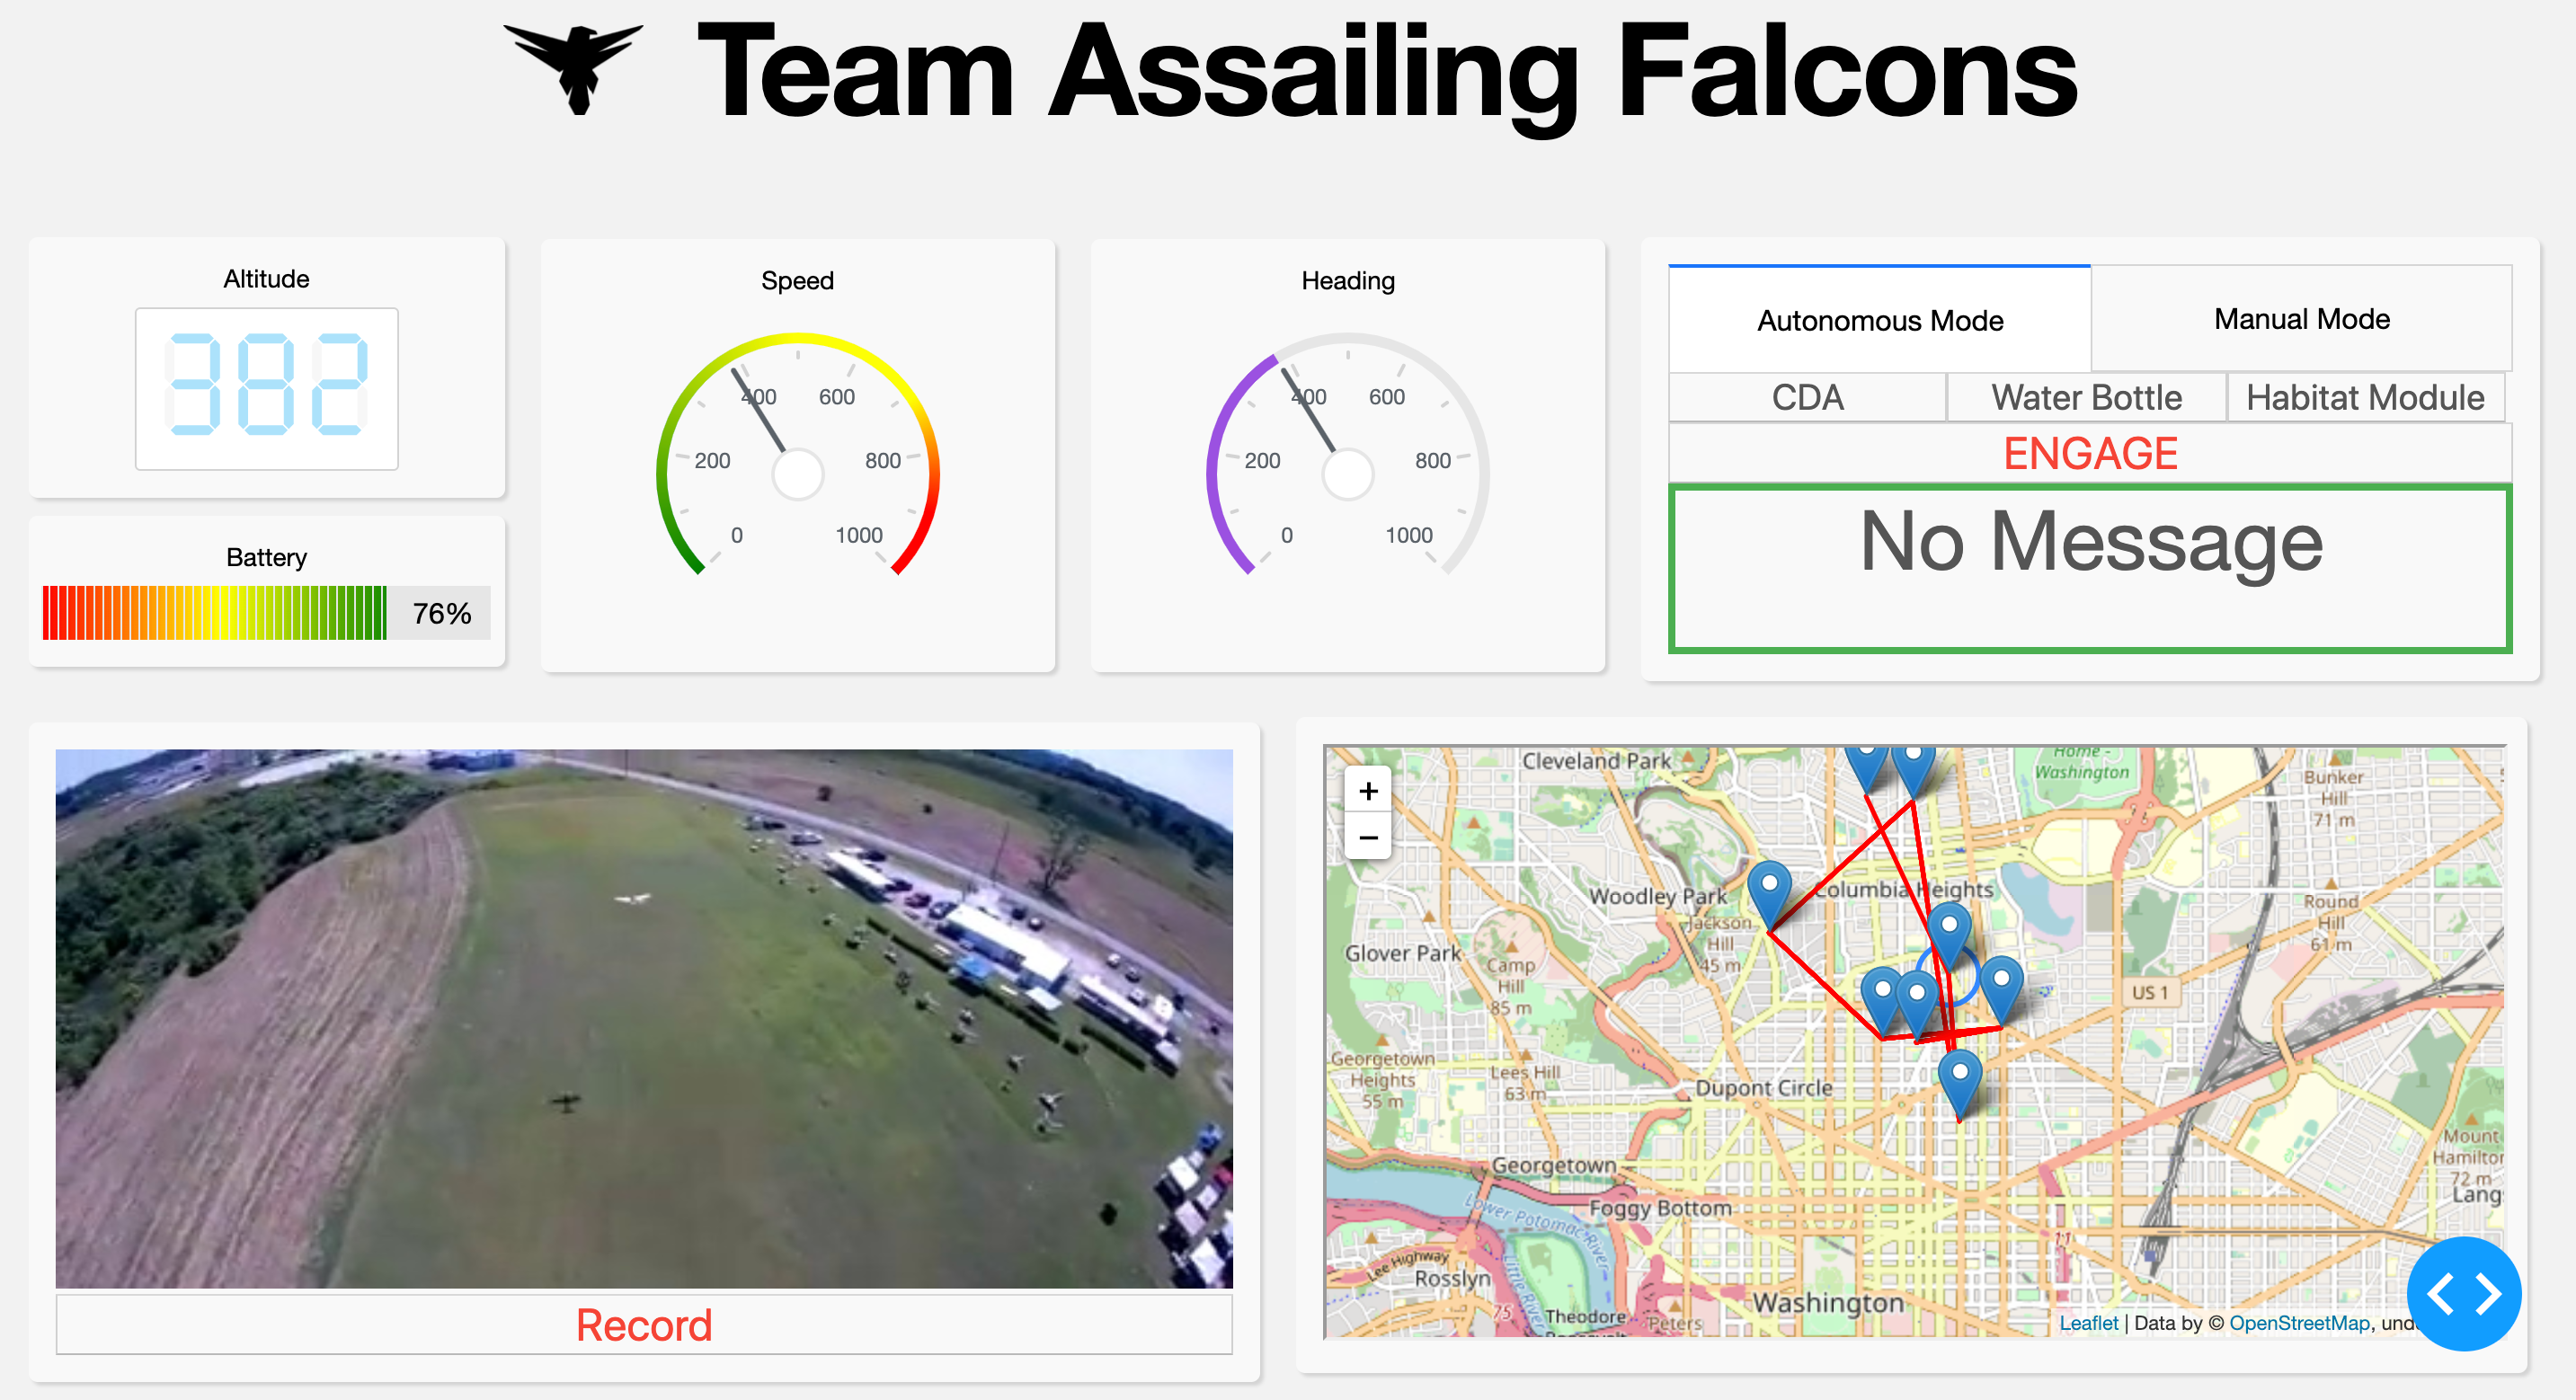 Team Assailing Falcons
Altitude
382
Battery
76%
Speed
0
200
400
600
800
1000
Heading
0
200
400
600
800
1000
Autonomous Mode
Manual Mode
CDA
Water Bottle
Habitat Module
ENGAGE
No Message
Record
+
−
Cleveland Park
Home -
Washington
Bunker
Hill
71 m
Woodley Park
Columbia Heights
Jackson
Hill
45 m
Round
Hill
61 m
Glover Park
Camp
Hill
85 m
US 1
Georgetown
Heights
55 m
Lees Hill
63 m
Dupont Circle
Mount
Hamilton
72 m
Lang
Georgetown
Foggy Bottom
Lower Potomac River
Little River
Lee Highway
Rosslyn
75
Theodore
Peters
Washington
11
Leaflet | Data by © OpenStreetMap, und